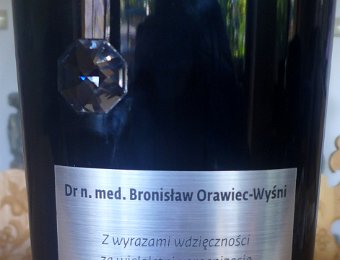 Dr n. med. Bronisław Orawiec-Wyśni
Z wyrazami wdzięczności